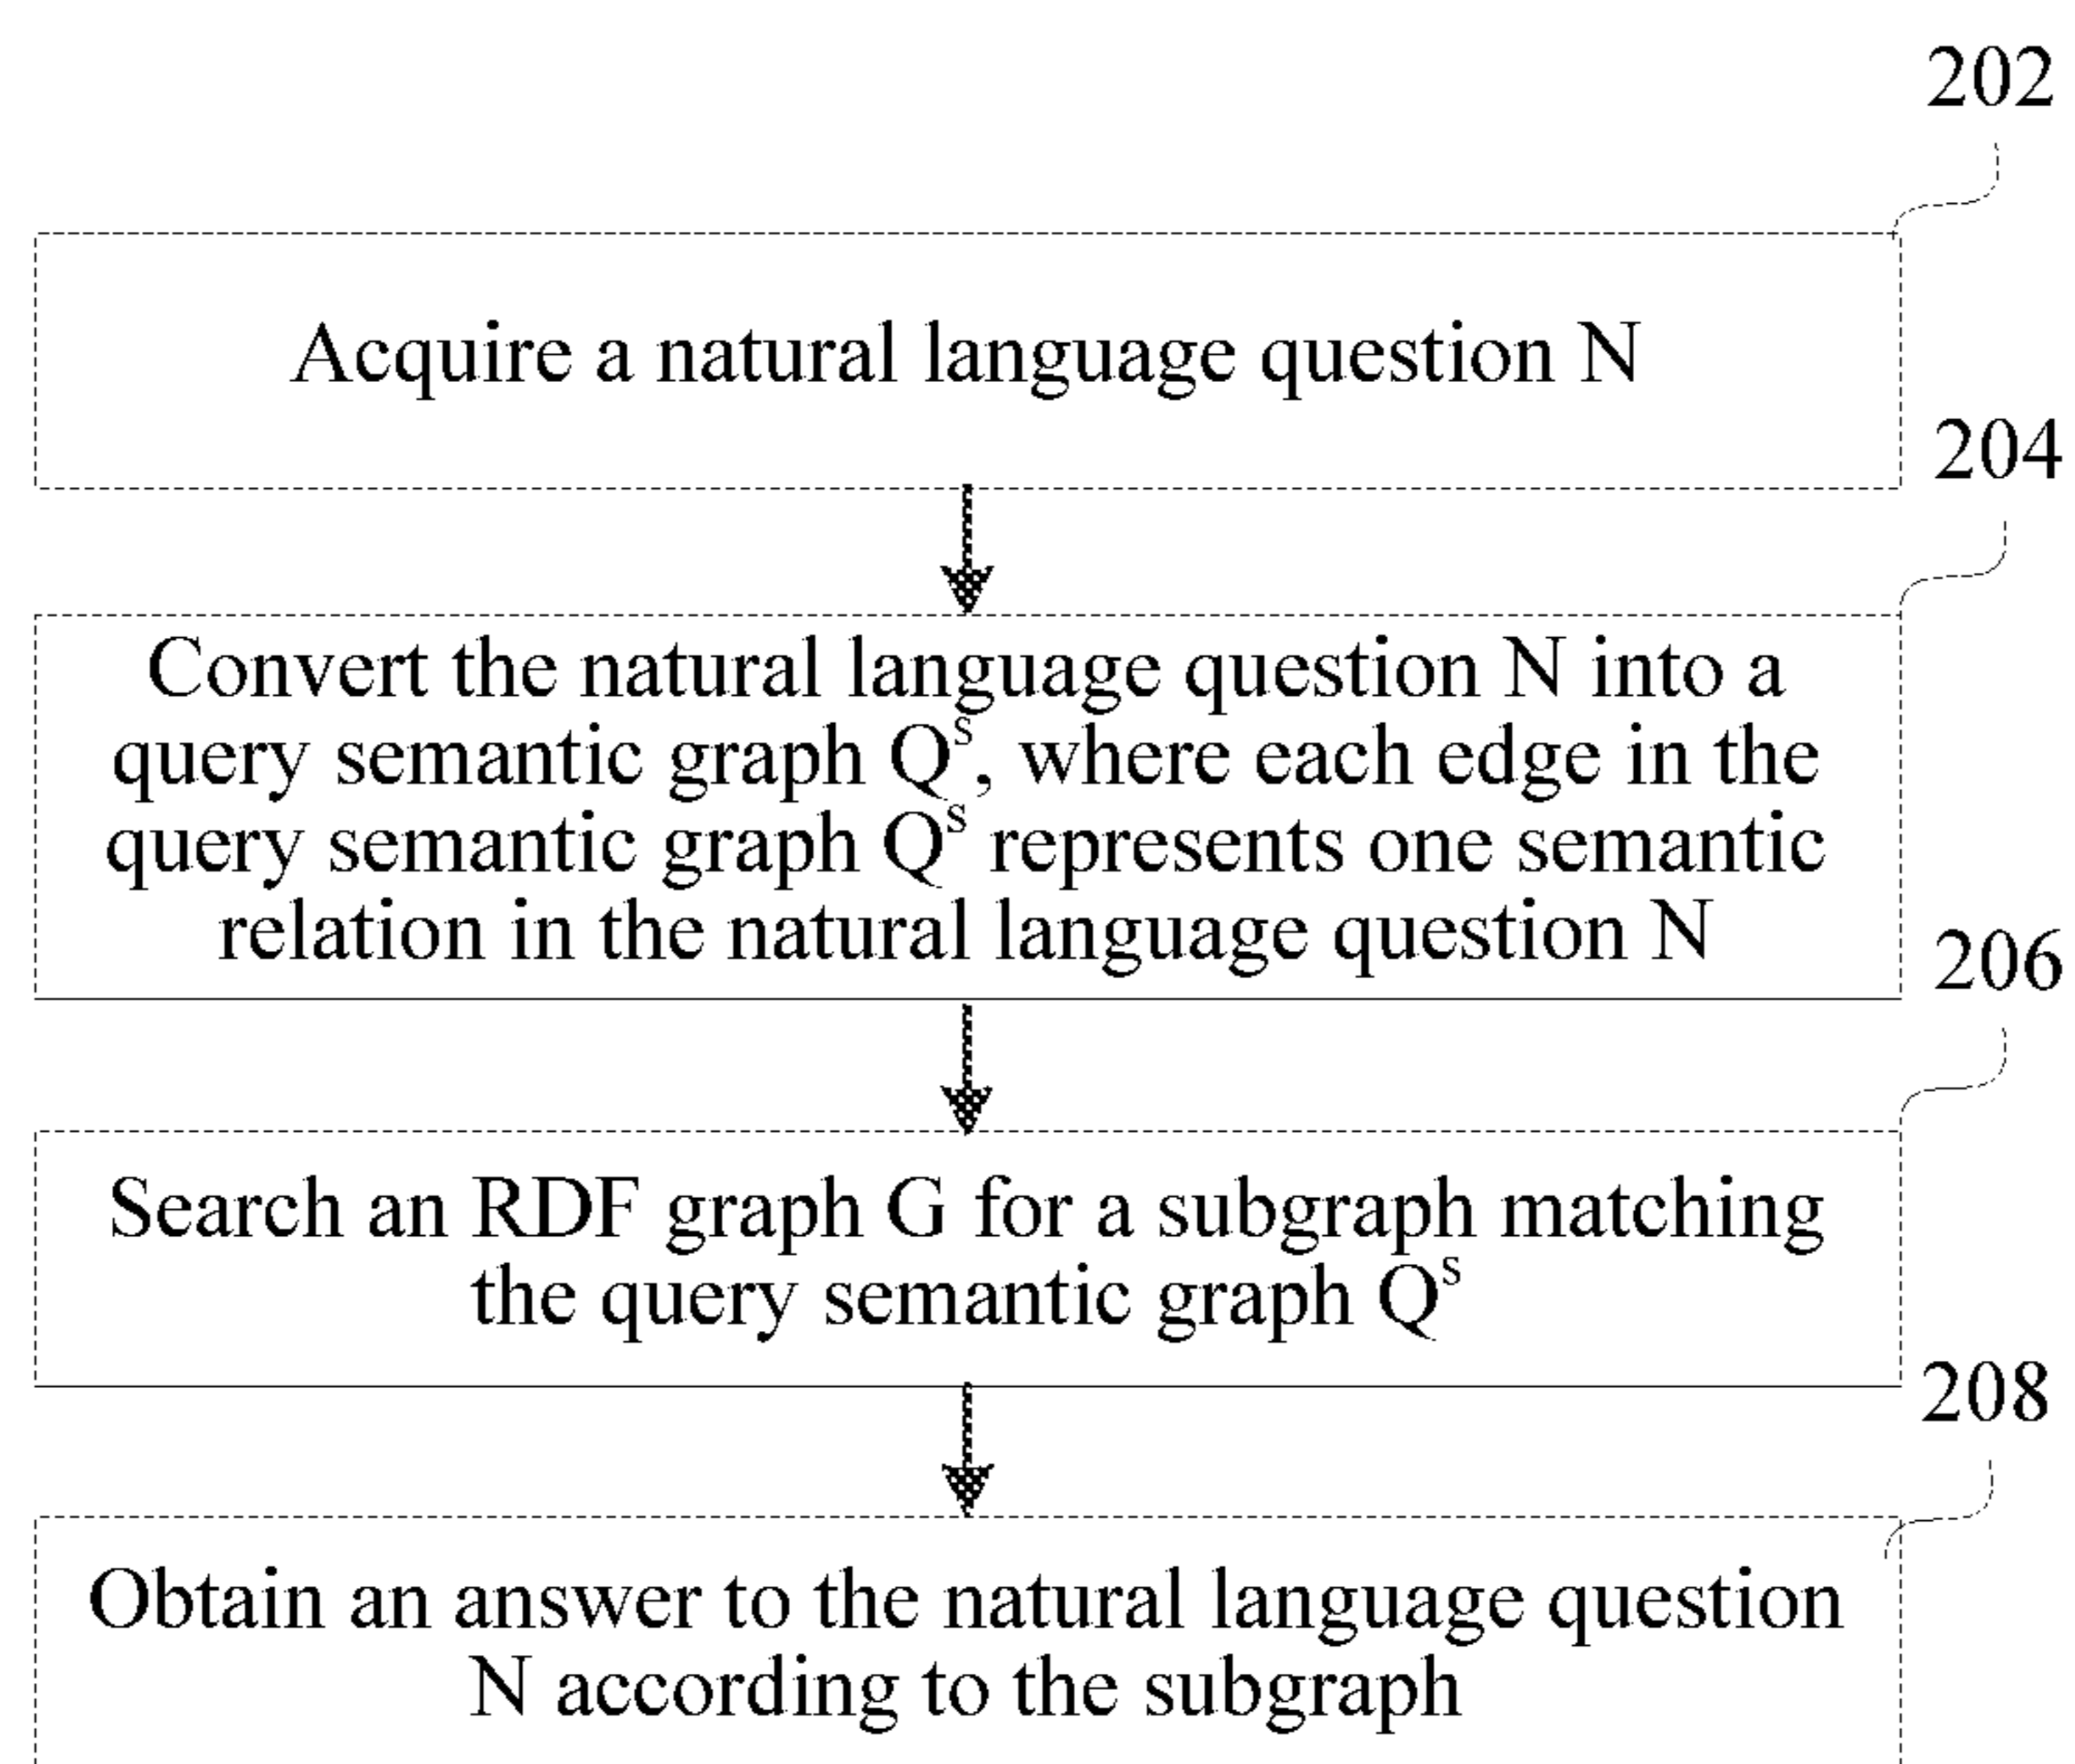 202
Acquire a natural language question N
204
Convert the natural language question N into a
query semantic graph Qˢ, where each edge in the
query semantic graph Qˢ represents one semantic
relation in the natural language question N
206
Search an RDF graph G for a subgraph matching
the query semantic graph Qˢ
208
Obtain an answer to the natural language question
N according to the subgraph